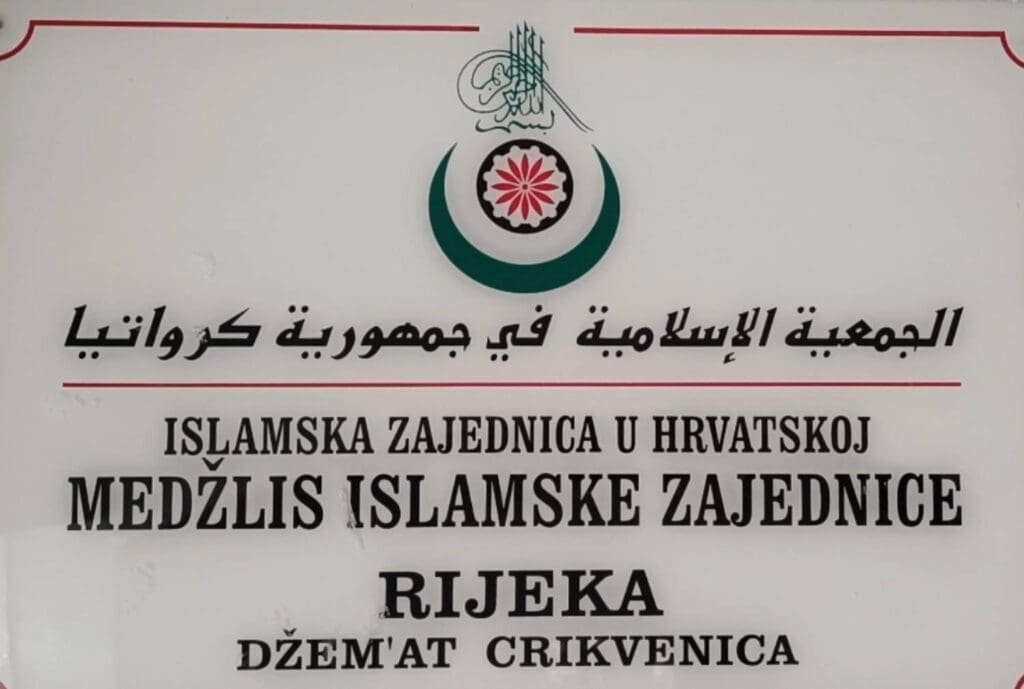 الجمعية الإسلامية في جمهورية كرواتيا
ISLAMSKA ZAJEDNICA U HRVATSKOJ
MEDŽLIS ISLAMSKE ZAJEDNICE
RIJEKA
DŽEM'AT CRIKVENICA